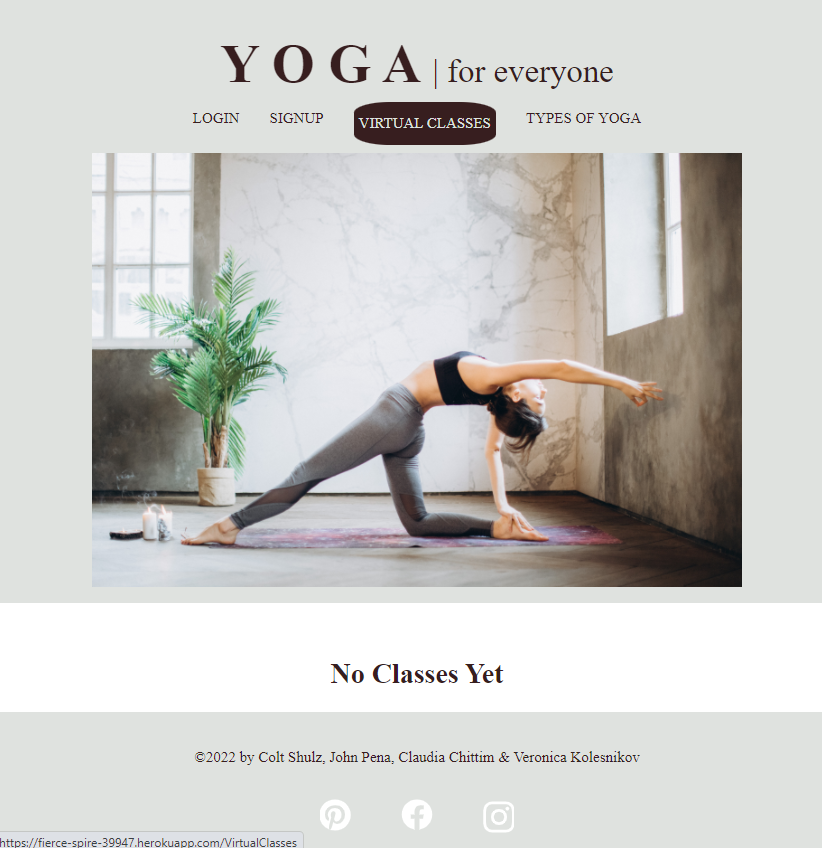 YOGA | for everyone
LOGIN SIGNUP VIRTUAL CLASSES TYPES OF YOGA
No Classes Yet
©2022 by Colt Shulz, John Pena, Claudia Chittim & Veronica Kolesnikov
https://fierce-spire-39947.herokuapp.com/VirtualClasses